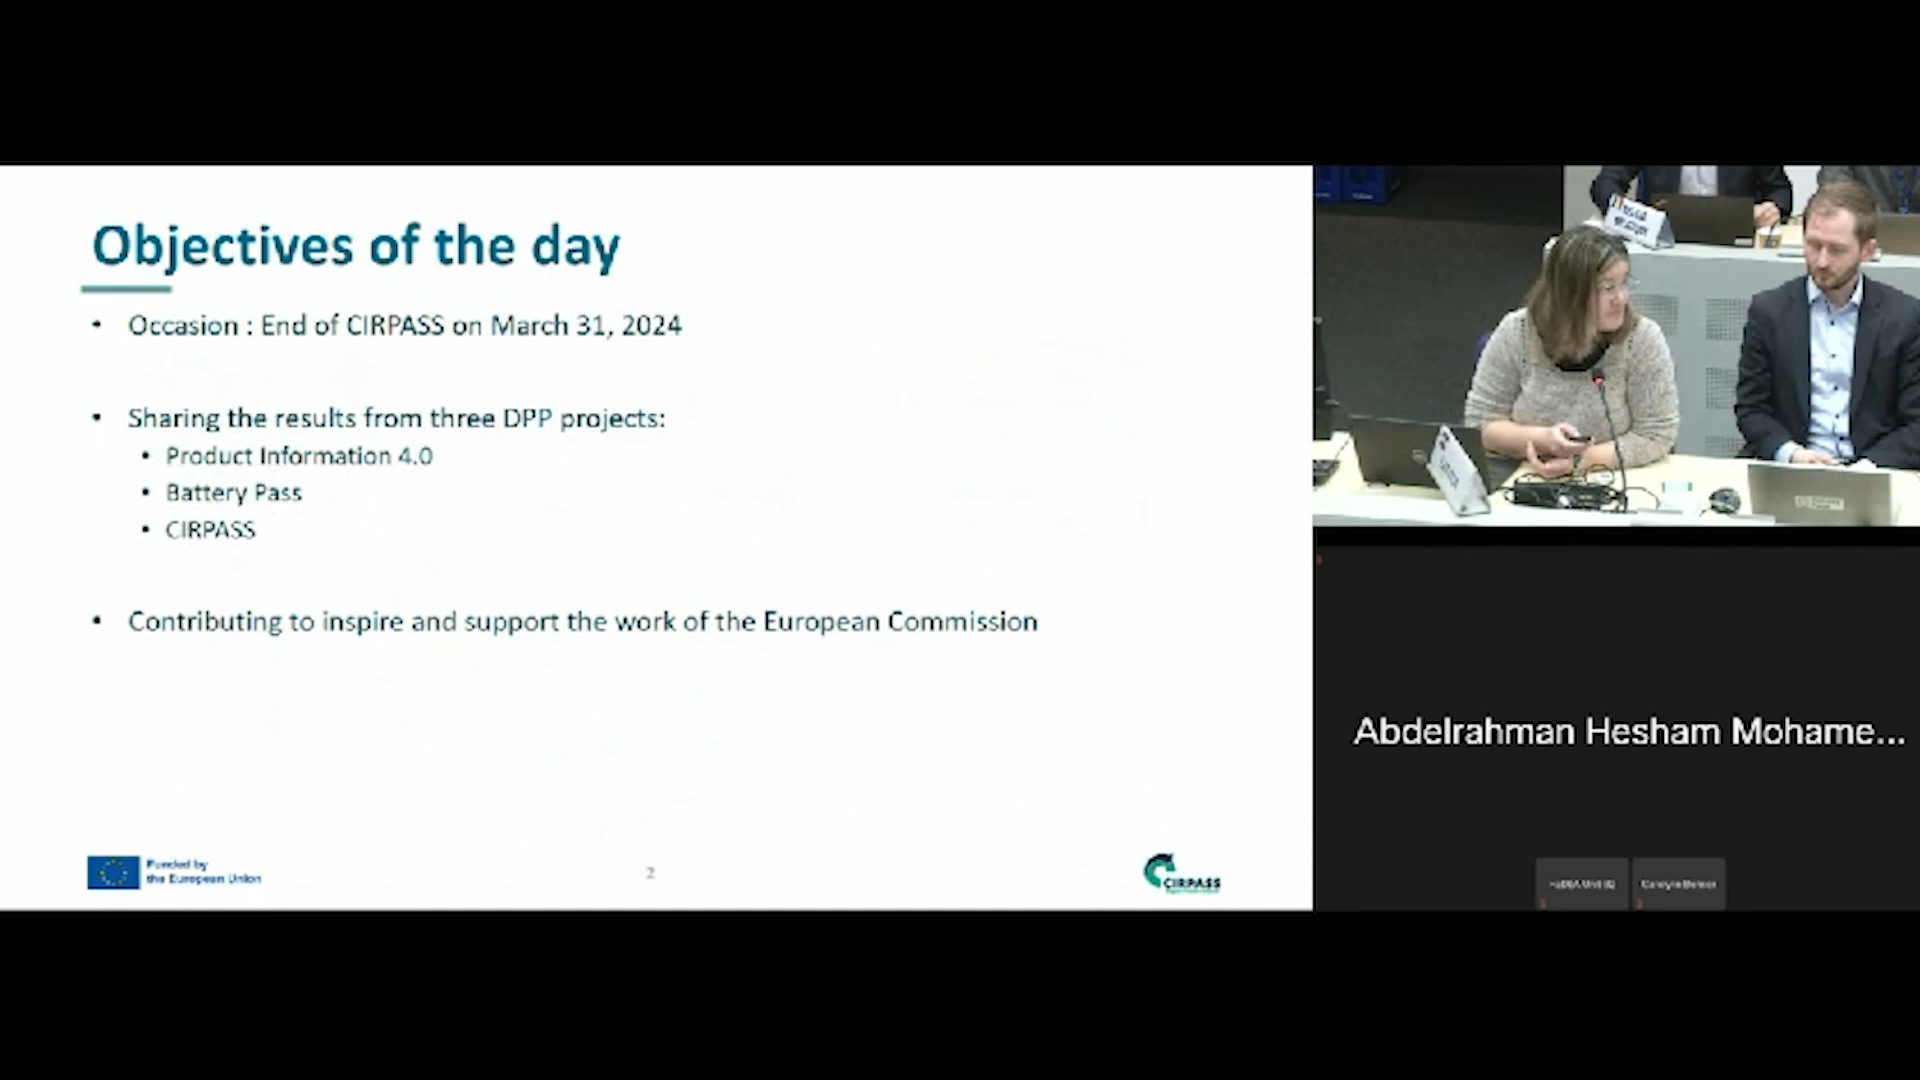 Objectives of the day
• Occasion : End of CIRPASS on March 31, 2024
• Sharing the results from three DPP projects:
• Product Information 4.0
• Battery Pass
• CIRPASS
• Contributing to inspire and support the work of the European Commission
Funded by
the European Union
2
CIRPASS
Abdelrahman Hesham Mohame...